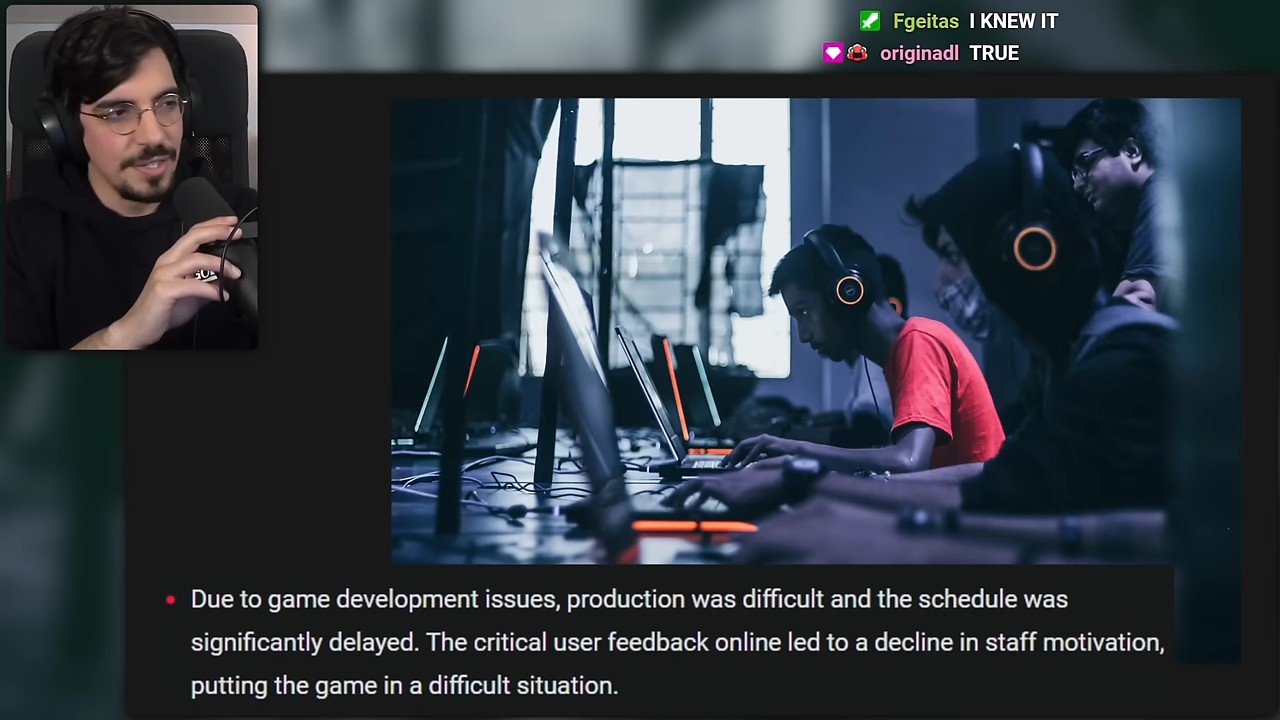 Fgeitas I KNEW IT
originadl TRUE
Due to game development issues, production was difficult and the schedule was
significantly delayed. The critical user feedback online led to a decline in staff motivation,
putting the game in a difficult situation.